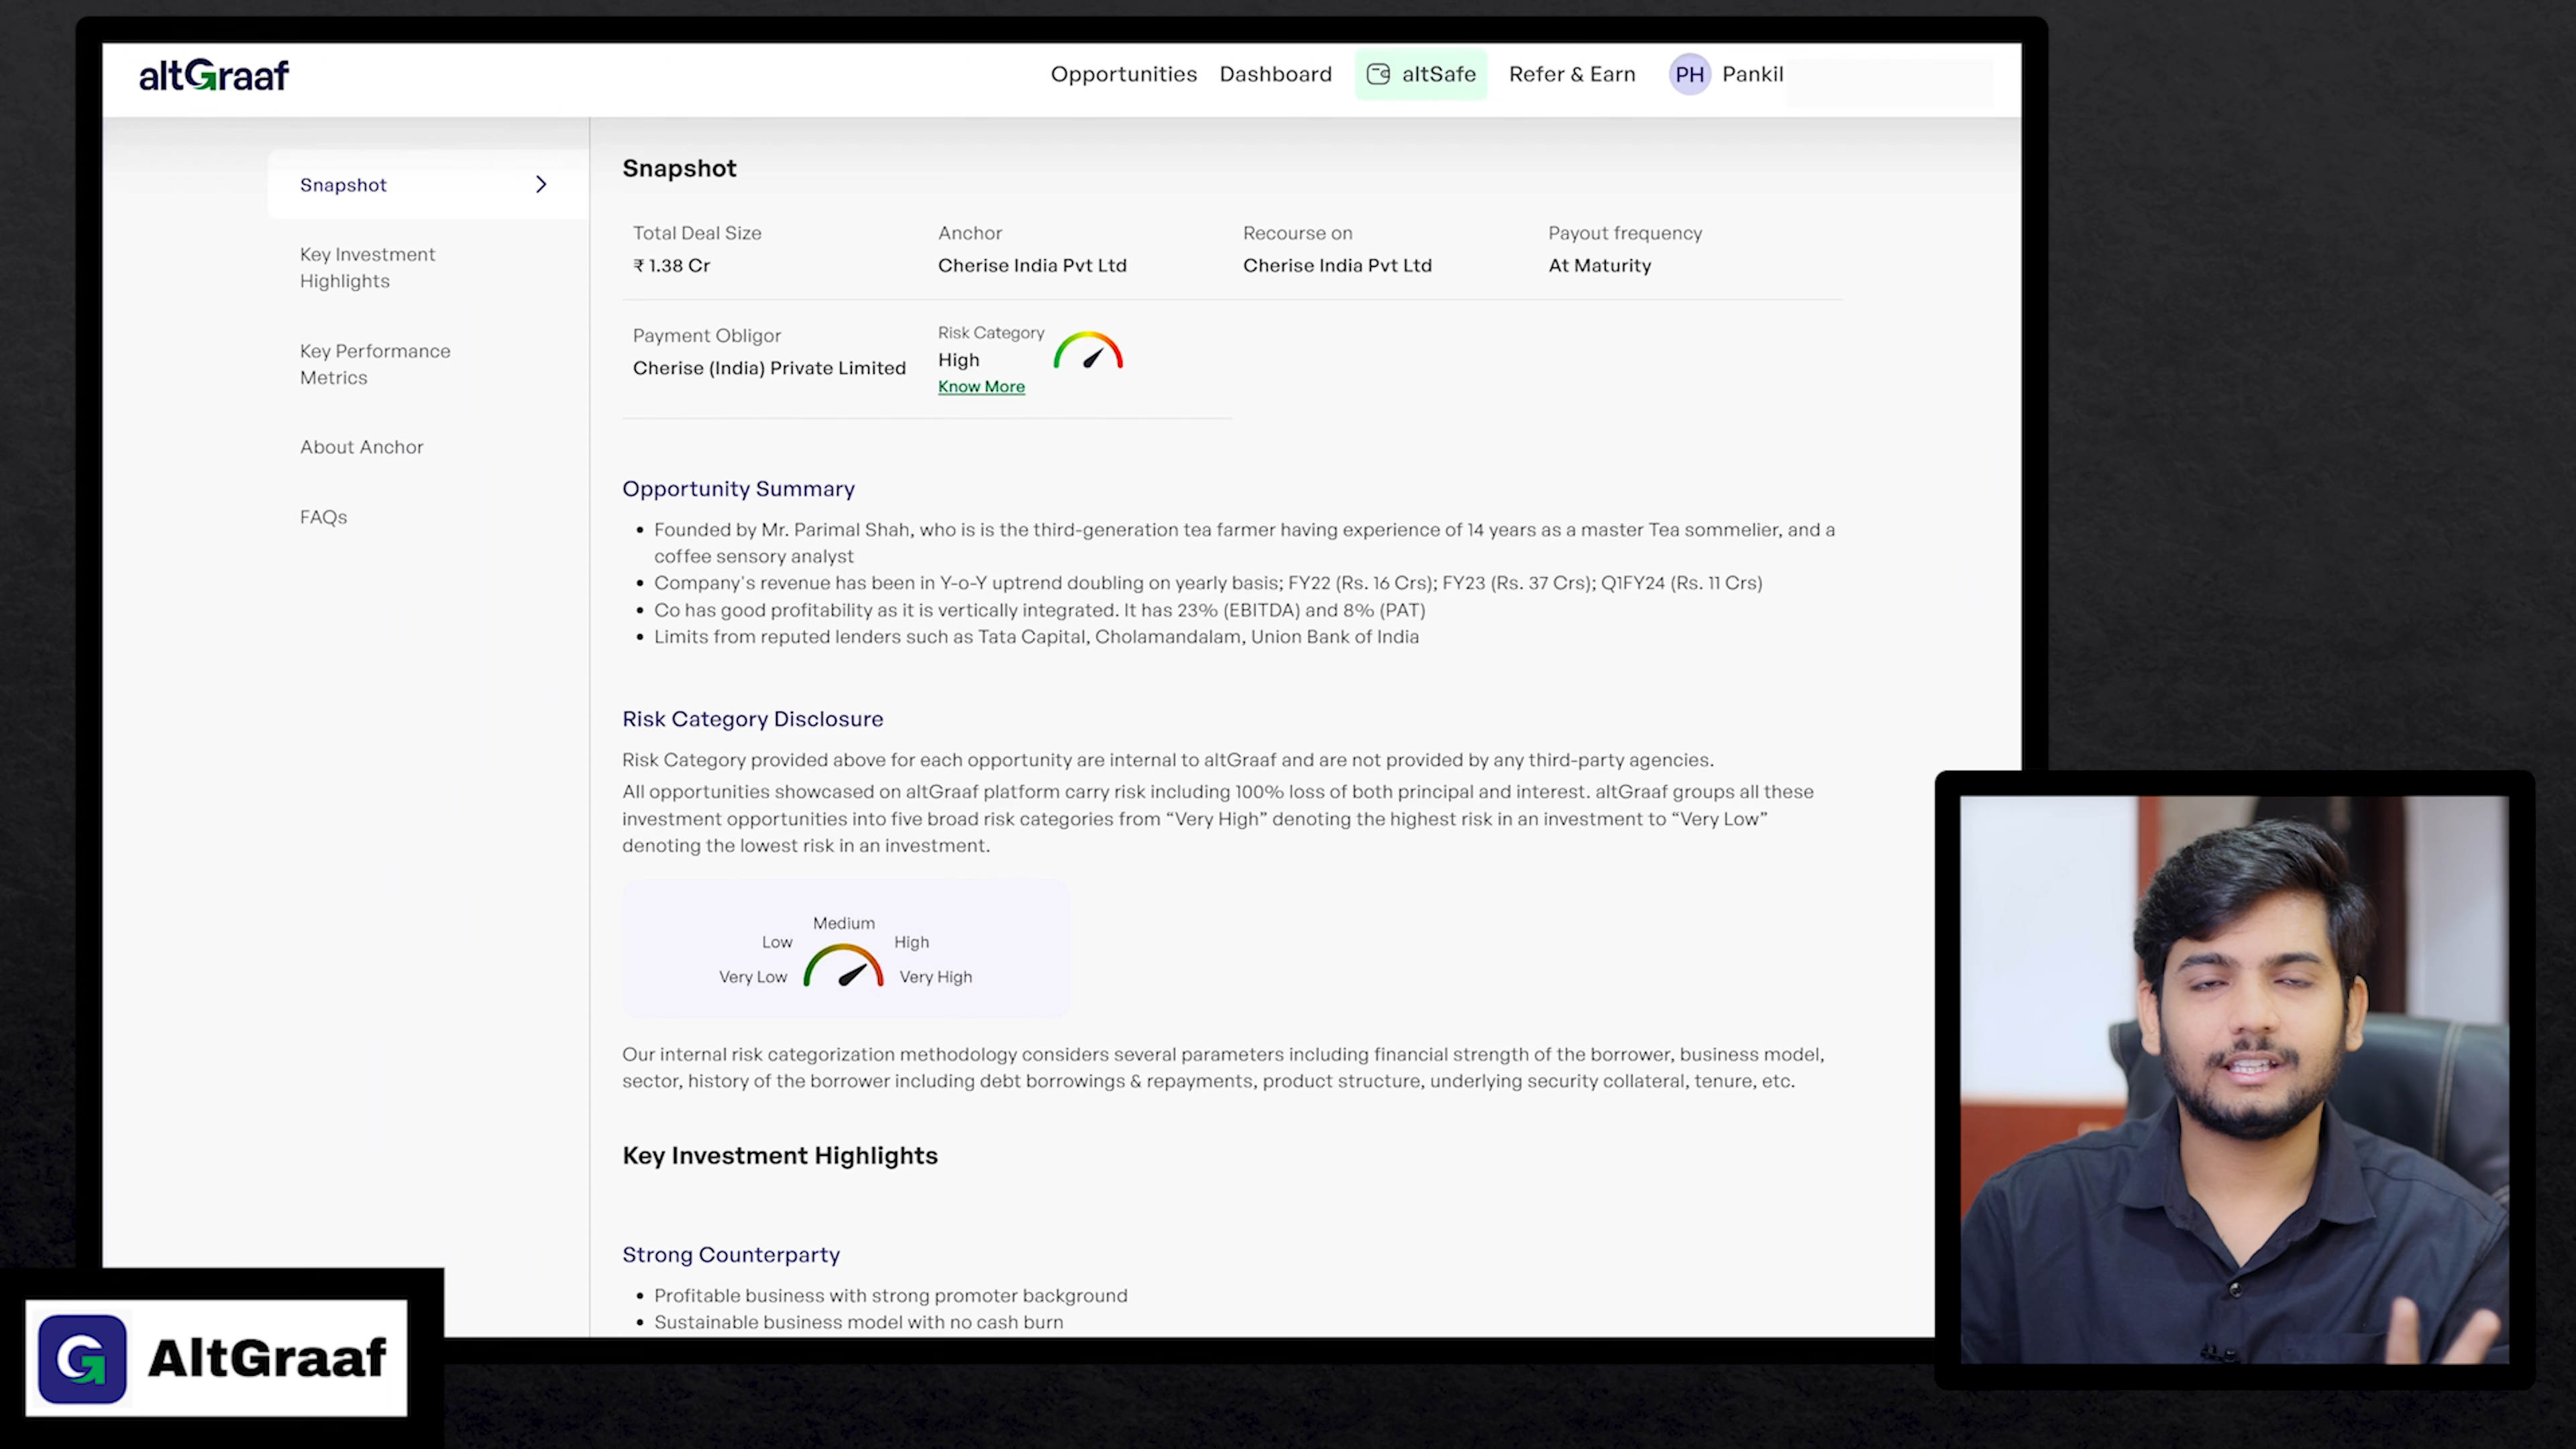 altGraaf
Opportunities Dashboard altSafe Refer & Earn PH Pankil
Snapshot
Key Investment
Highlights
Key Performance
Metrics
About Anchor
FAQs
Snapshot
Total Deal Size
₹ 1.38 Cr
Anchor
Cherise India Pvt Ltd
Recourse on
Cherise India Pvt Ltd
Payout frequency
At Maturity
Payment Obligor
Cherise (India) Private Limited
Risk Category
High
Know More
Opportunity Summary
• Founded by Mr. Parimal Shah, who is is the third-generation tea farmer having experience of 14 years as a master Tea sommelier, and a
coffee sensory analyst
• Company's revenue has been in Y-o-Y uptrend doubling on yearly basis; FY22 (Rs. 16 Crs); FY23 (Rs. 37 Crs); Q1FY24 (Rs. 11 Crs)
• Co has good profitability as it is vertically integrated. It has 23% (EBITDA) and 8% (PAT)
• Limits from reputed lenders such as Tata Capital, Cholamandalam, Union Bank of India
Risk Category Disclosure
Risk Category provided above for each opportunity are internal to altGraaf and are not provided by any third-party agencies.
All opportunities showcased on altGraaf platform carry risk including 100% loss of both principal and interest. altGraaf groups all these
investment opportunities into five broad risk categories from “Very High” denoting the highest risk in an investment to “Very Low”
denoting the lowest risk in an investment.
Medium
Low High
Very Low Very High
Our internal risk categorization methodology considers several parameters including financial strength of the borrower, business model,
sector, history of the borrower including debt borrowings & repayments, product structure, underlying security collateral, tenure, etc.
Key Investment Highlights
Strong Counterparty
• Profitable business with strong promoter background
• Sustainable business model with no cash burn
G AltGraaf